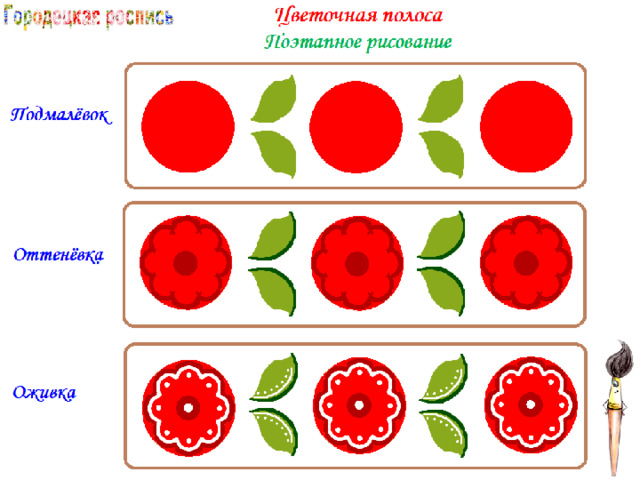 Городецкая роспись
Цветочная полоса
Поэтапное рисование
Подмалёвок
Оттенёвка
Оживка